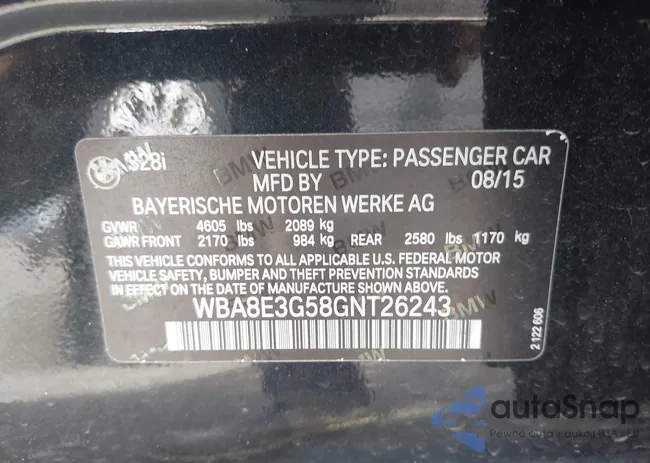 328i VEHICLE TYPE: PASSENGER CAR
MFD BY 08/15
BAYERISCHE MOTOREN WERKE AG
GVWR 4605 lbs 2089 kg
GAWR FRONT 2170 lbs 984 kg REAR 2580 lbs 1170 kg
THIS VEHICLE CONFORMS TO ALL APPLICABLE U.S. FEDERAL MOTOR
VEHICLE SAFETY, BUMPER AND THEFT PREVENTION STANDARDS
IN EFFECT ON THE DATE OF MANUFACTURE SHOWN ABOVE.
WBA8E3G58GNT26243
2 122 606
autoSnap